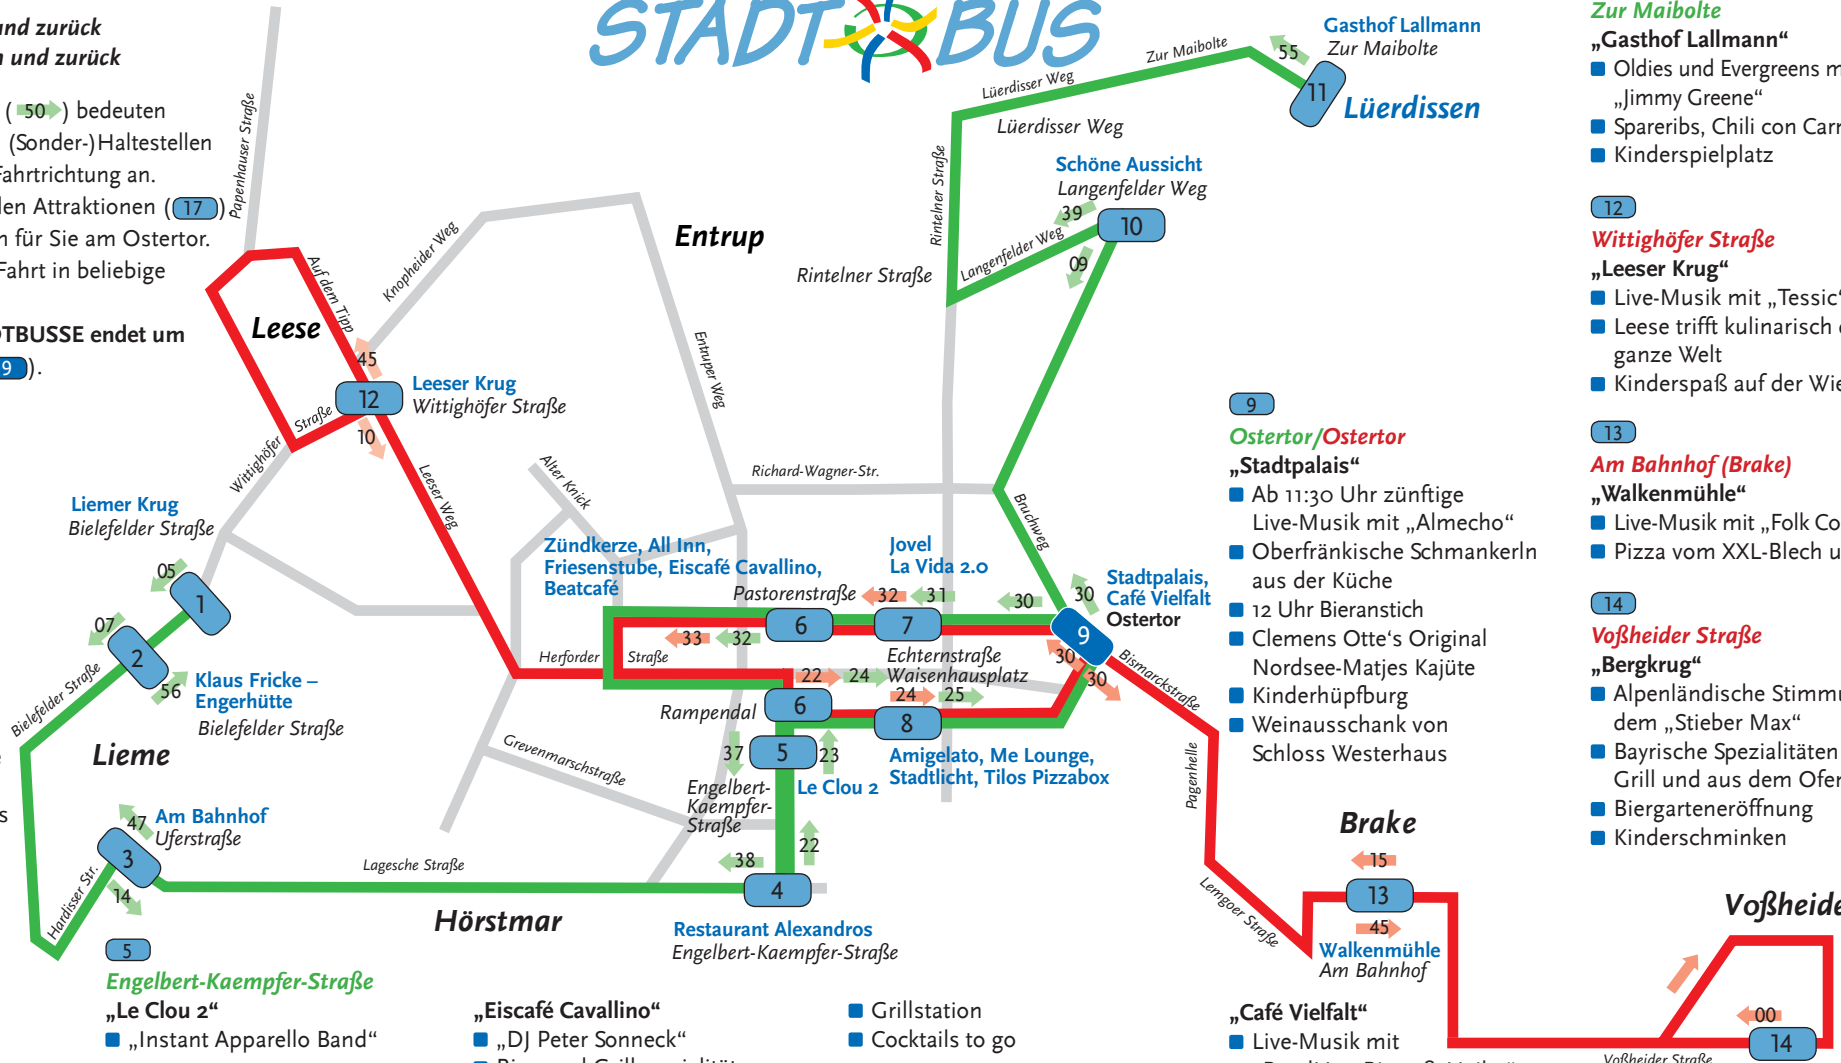 und zurück
n und zurück
( 50 ) bedeuten
(Sonder-)Haltestellen
Fahrtrichtung an.
len Attraktionen ( 17 )
n für Sie am Ostertor.
Fahrt in beliebige
DTBUSSE endet um
9 ).
STADT BUS
Papenhauser Straße
Auf dem Tipp
Knopheider Weg
Leese
45
12
Leeser Krug
Wittighöfer Straße
10
Wittighöfer
Straße
Leeser Weg
Entrup
Entruper Weg
Alter Knick
Richard-Wagner-Str.
Gasthof Lallmann
Zur Maibolte
55
11
Lüerdissen
Zur Maibolte
Lüerdisser Weg
Lüerdisser Weg
Rintelner Straße
Rintelner Straße
Schöne Aussicht
Langenfelder Weg
39
10
Langenfelder Weg
09
Bruchweg
Liemer Krug
Bielefelder Straße
05
1
07
2
56
Klaus Fricke –
Engerhütte
Bielefelder Straße
Bielefelder Straße
Lieme
Zündkerze, All Inn,
Friesenstube, Eiscafé Cavallino,
Beatcafé
Jovel
La Vida 2.0
Pastorenstraße
32
31
30
30
6
7
33
32
Herforder
Straße
Echternstraße
Waisenhausplatz
22
24
24
25
Rampendal
6
8
Stadtpalais,
Café Vielfalt
Ostertor
9
30
30
Bismarckstraße
37
5
23
Le Clou 2
Engelbert-
Kaempfer-
Straße
Amigelato, Me Lounge,
Stadtlicht, Tilos Pizzabox
Grevenmarschstraße
47
Am Bahnhof
Uferstraße
3
14
Hardisser Str.
Lagesche Straße
38
22
4
Hörstmar
Restaurant Alexandros
Engelbert-Kaempfer-Straße
Pagenhelle
Lemgoer Straße
Brake
15
13
45
Walkenmühle
Am Bahnhof
Voßheide
00
14
Voßheider Straße
s
5
Engelbert-Kaempfer-Straße
„Le Clou 2“
„Instant Apparello Band“
„Eiscafé Cavallino“
„DJ Peter Sonneck“
Grillstation
Cocktails to go
9
Ostertor/Ostertor
„Stadtpalais“
Ab 11:30 Uhr zünftige
Live-Musik mit „Almecho“
Oberfränkische Schmankerln
aus der Küche
12 Uhr Bieranstich
Clemens Otte‘s Original
Nordsee-Matjes Kajüte
Kinderhüpfburg
Weinausschank von
Schloss Westerhaus
„Café Vielfalt“
Live-Musik mit
Zur Maibolte
„Gasthof Lallmann“
Oldies und Evergreens m
„Jimmy Greene“
Spareribs, Chili con Carn
Kinderspielplatz
12
Wittighöfer Straße
„Leeser Krug“
Live-Musik mit „Tessic“
Leese trifft kulinarisch d
ganze Welt
Kinderspaß auf der Wie
13
Am Bahnhof (Brake)
„Walkenmühle“
Live-Musik mit „Folk Co
Pizza vom XXL-Blech u
14
Voßheider Straße
„Bergkrug“
Alpenländische Stimmu
dem „Stieber Max“
Bayrische Spezialitäten
Grill und aus dem Ofen
Biergarteneröffnung
Kinderschminken